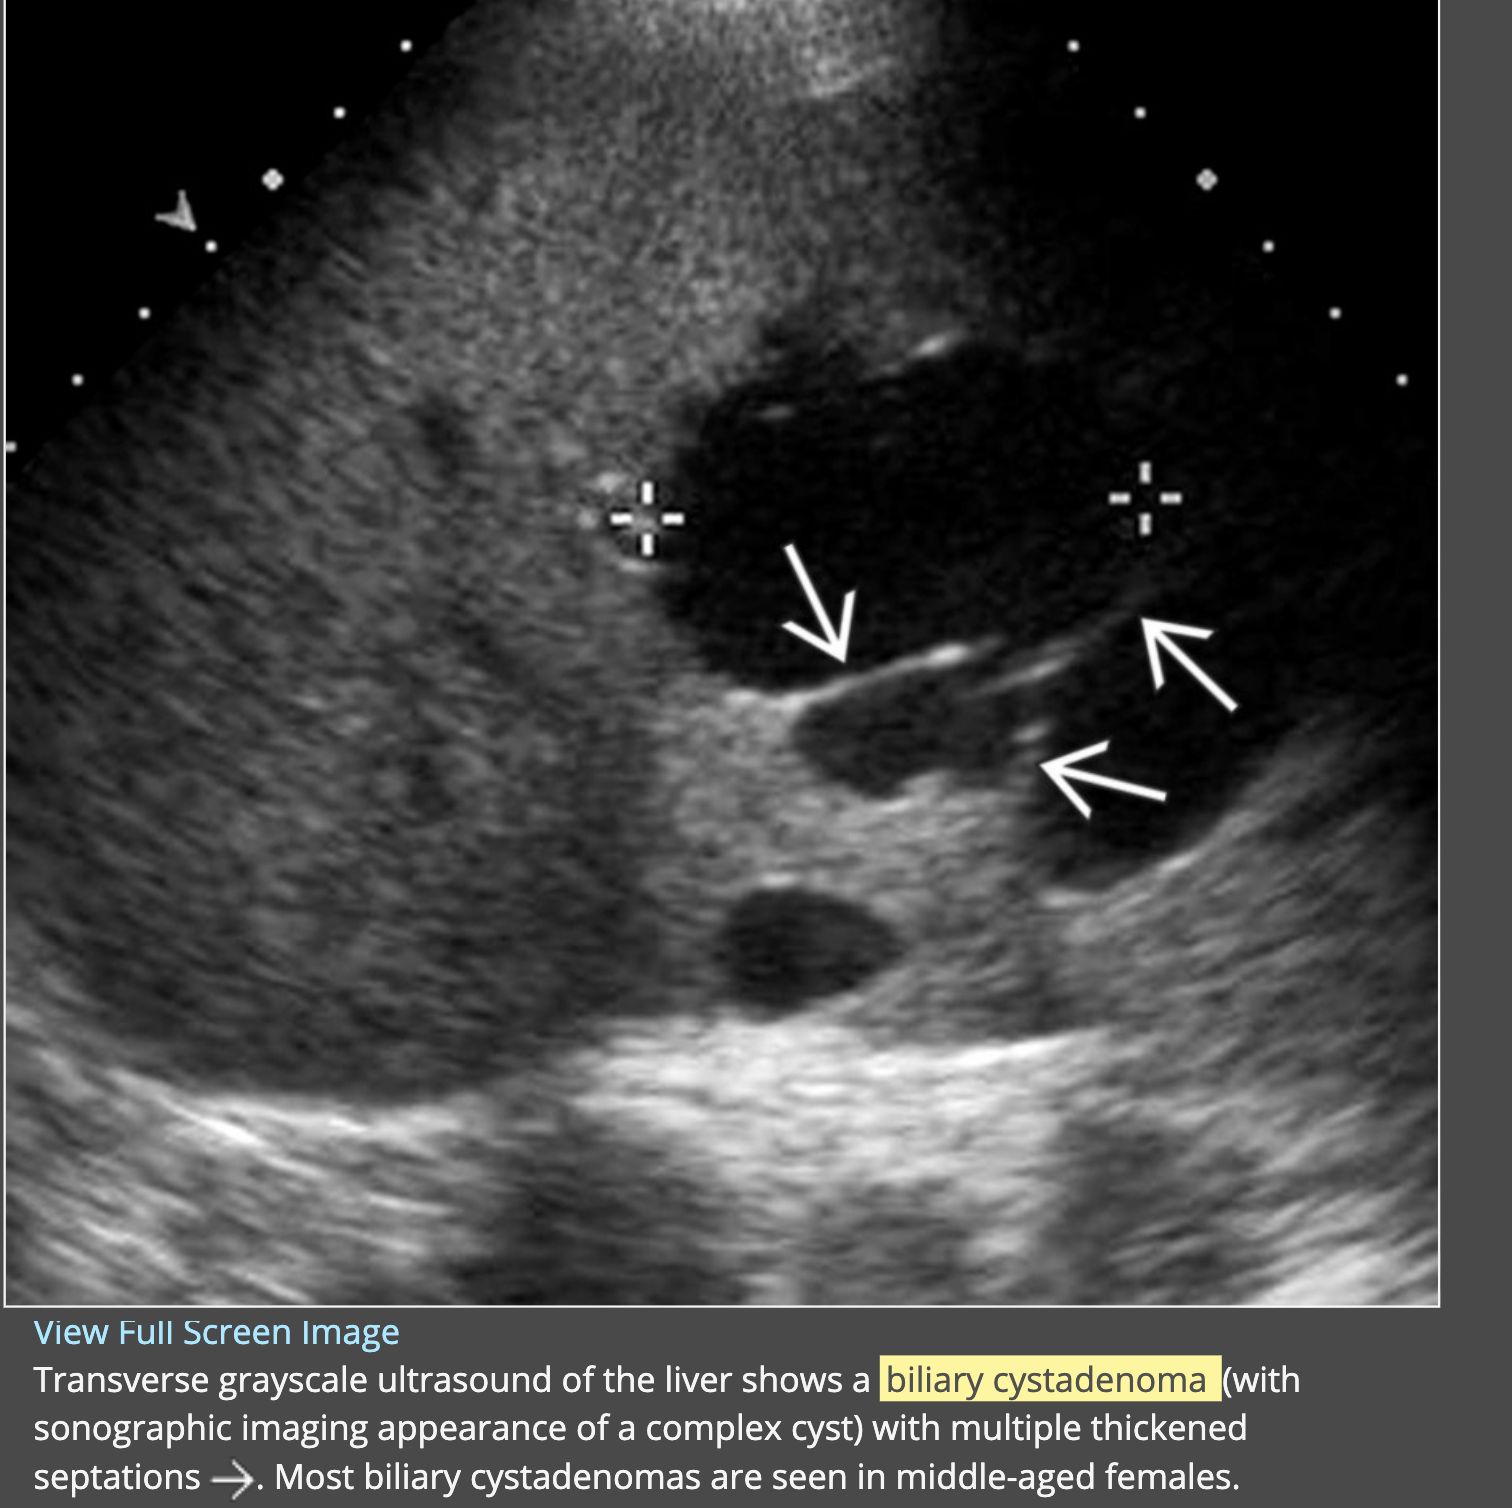 View Full Screen Image
Transverse grayscale ultrasound of the liver shows a biliary cystadenoma (with
sonographic imaging appearance of a complex cyst) with multiple thickened
septations →. Most biliary cystadenomas are seen in middle-aged females.